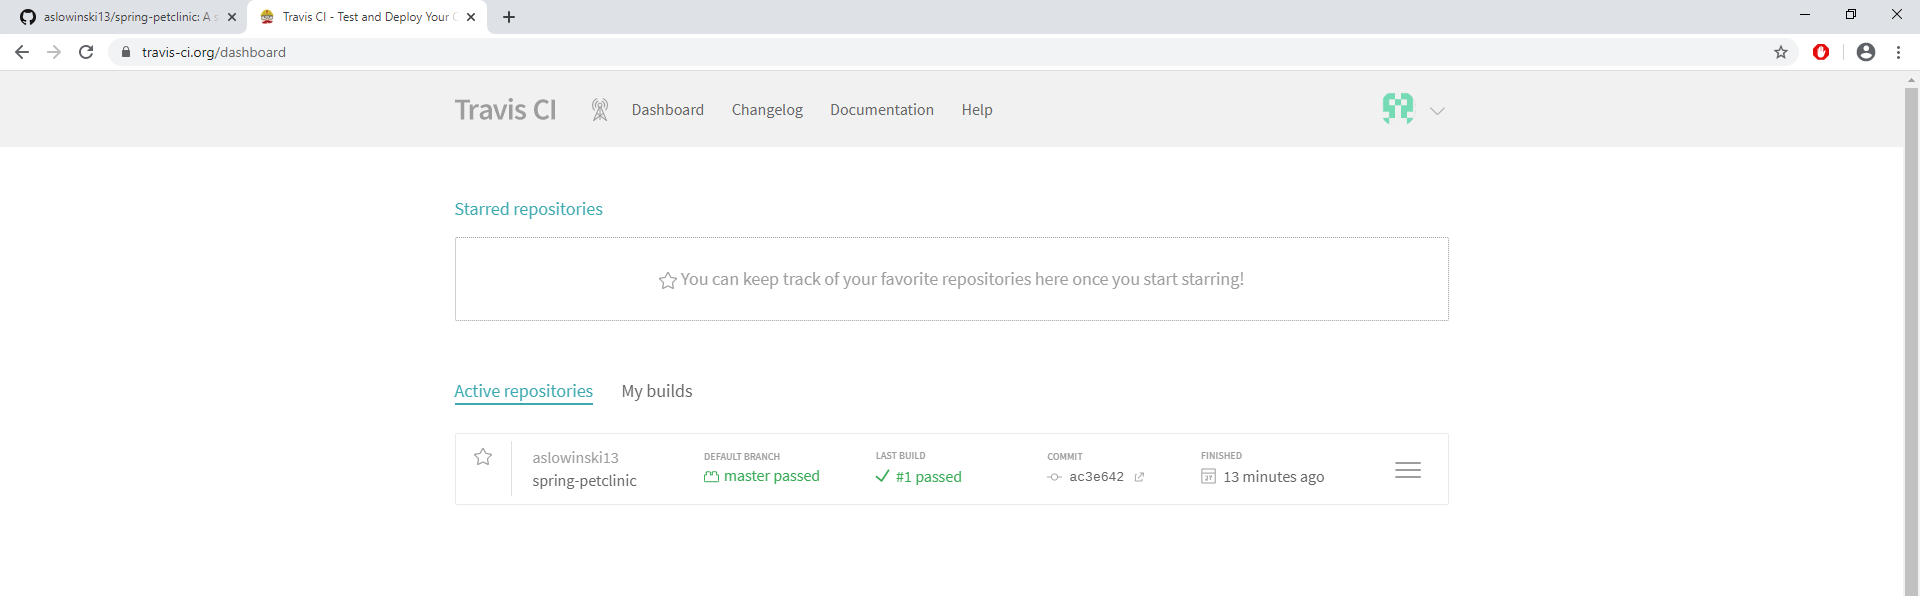 aslowinski13/spring-petclinic: A s
Travis CI - Test and Deploy Your C
travis-ci.org/dashboard
Travis CI Dashboard Changelog Documentation Help
Starred repositories
You can keep track of your favorite repositories here once you start starring!
Active repositories My builds
aslowinski13
spring-petclinic
DEFAULT BRANCH
master passed
LAST BUILD
#1 passed
COMMIT
ac3e642
FINISHED
13 minutes ago